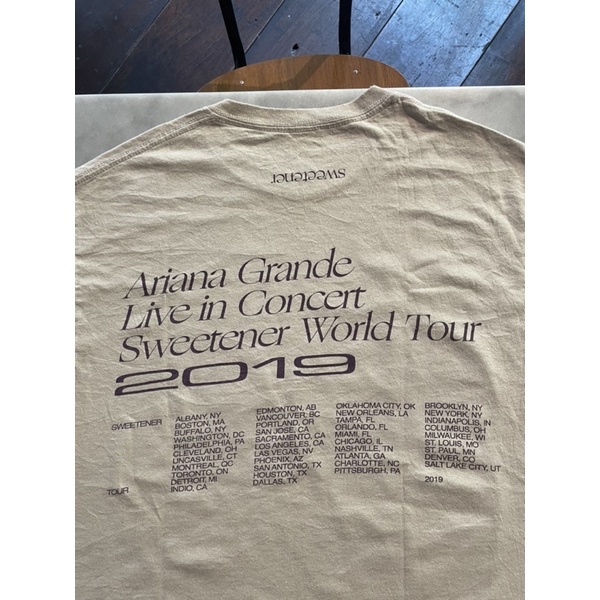 sweetener
Ariana Grande
Live in Concert
Sweetener World Tour
2019
SWEETENER
TOUR
ALBANY, NY
BOSTON, MA
BUFFALO, NY
WASHINGTON, DC
PHILADELPHIA, PA
CLEVELAND, OH
UNCASVILLE, CT
MONTREAL, QC
TORONTO, ON
DETROIT, MI
INDIO, CA
EDMONTON, AB
VANCOUVER, BC
PORTLAND, OR
SAN JOSE, CA
SACRAMENTO, CA
LOS ANGELES, CA
LAS VEGAS, NV
PHOENIX, AZ
SAN ANTONIO, TX
HOUSTON, TX
DALLAS, TX
OKLAHOMA CITY, OK
NEW ORLEANS, LA
TAMPA, FL
ORLANDO, FL
MIAMI, FL
CHICAGO, IL
NASHVILLE, TN
ATLANTA, GA
CHARLOTTE, NC
PITTSBURGH, PA
BROOKLYN, NY
NEW YORK, NY
INDIANAPOLIS, IN
COLUMBUS, OH
MILWAUKEE, WI
ST. LOUIS, MO
ST. PAUL, MN
DENVER, CO
SALT LAKE CITY, UT
2019